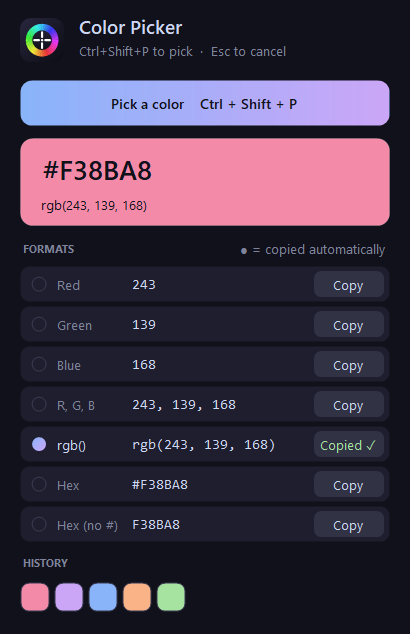 Color Picker
Ctrl+Shift+P to pick · Esc to cancel
Pick a color Ctrl + Shift + P
#F38BA8
rgb(243, 139, 168)
FORMATS ● = copied automatically
Red 243 Copy
Green 139 Copy
Blue 168 Copy
R, G, B 243, 139, 168 Copy
rgb() rgb(243, 139, 168) Copied ✓
Hex #F38BA8 Copy
Hex (no #) F38BA8 Copy
HISTORY